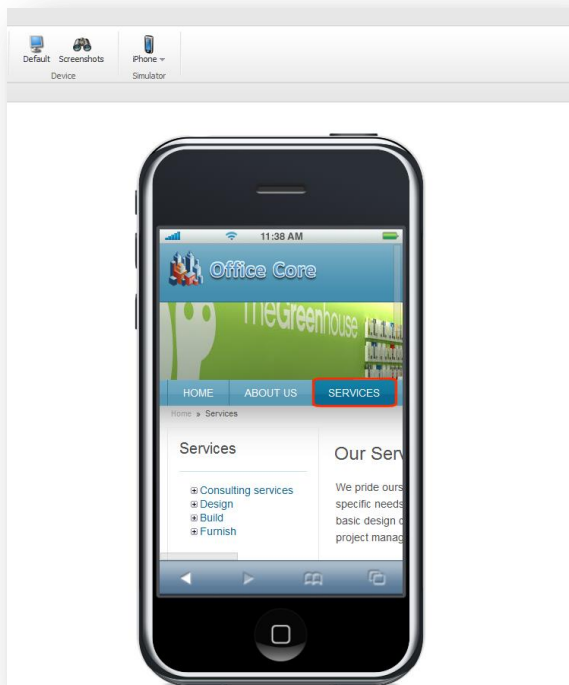 Default Screenshots iPhone
Device Simulator
11:38 AM
Office Core
TheGreenhouse
HOME ABOUT US SERVICES
Home » Services
Services
Consulting services
Design
Build
Furnish
Our Serv
We pride ours
specific needs
basic design o
project manag